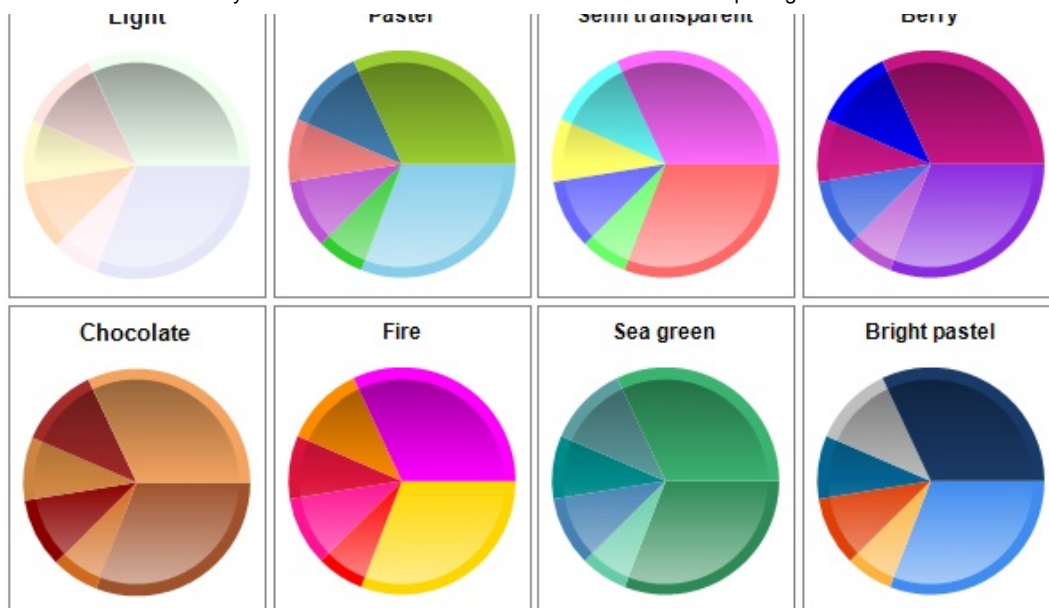 Light
Pastel
Semi transparent
Berry
Chocolate
Fire
Sea green
Bright pastel